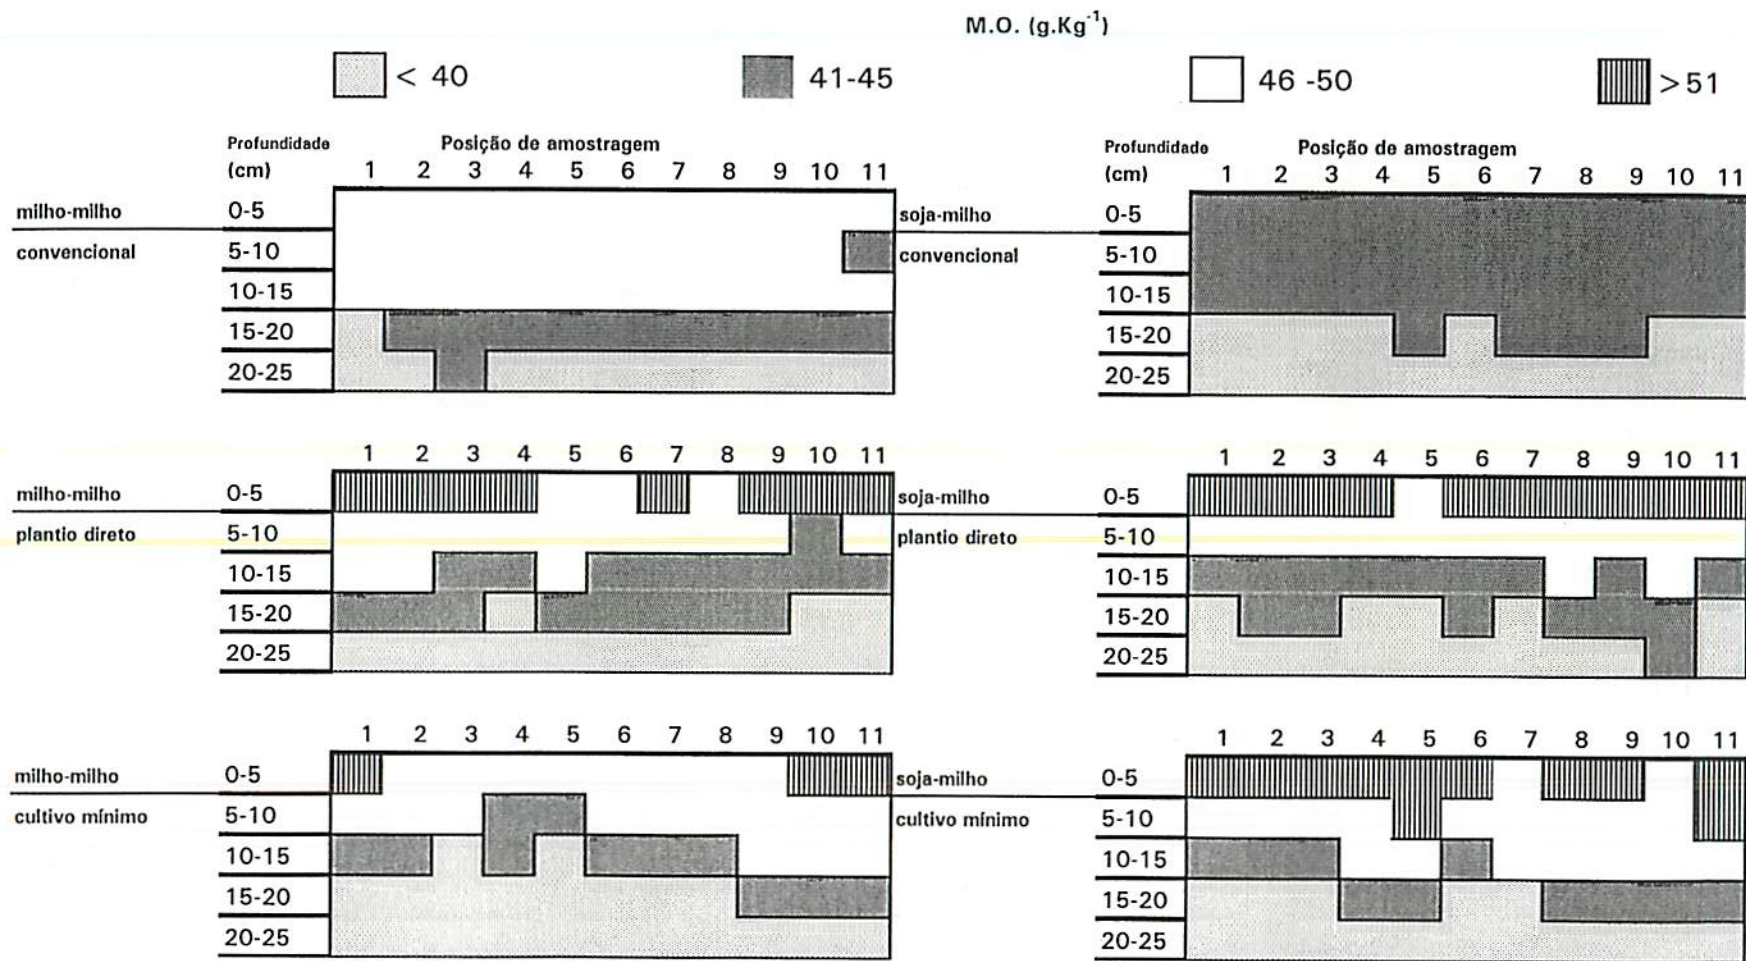 M.O. (g.Kg⁻¹)
< 40
41-45
46 -50
>51
Profundidade
(cm)
Posição de amostragem
1 2 3 4 5 6 7 8 9 10 11
milho-milho
convencional
0-5
5-10
10-15
15-20
20-25
Profundidade
(cm)
Posição de amostragem
1 2 3 4 5 6 7 8 9 10 11
soja-milho
convencional
0-5
5-10
10-15
15-20
20-25
1 2 3 4 5 6 7 8 9 10 11
milho-milho
plantio direto
0-5
5-10
10-15
15-20
20-25
1 2 3 4 5 6 7 8 9 10 11
soja-milho
plantio direto
0-5
5-10
10-15
15-20
20-25
1 2 3 4 5 6 7 8 9 10 11
milho-milho
cultivo mínimo
0-5
5-10
10-15
15-20
20-25
1 2 3 4 5 6 7 8 9 10 11
soja-milho
cultivo mínimo
0-5
5-10
10-15
15-20
20-25